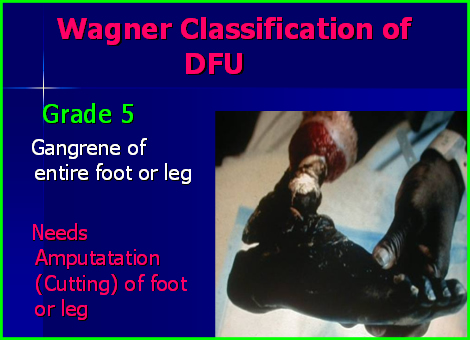 Wagner Classification of
DFU
Grade 5
Gangrene of
entire foot or leg
Needs
Amputatation
(Cutting) of foot
or leg